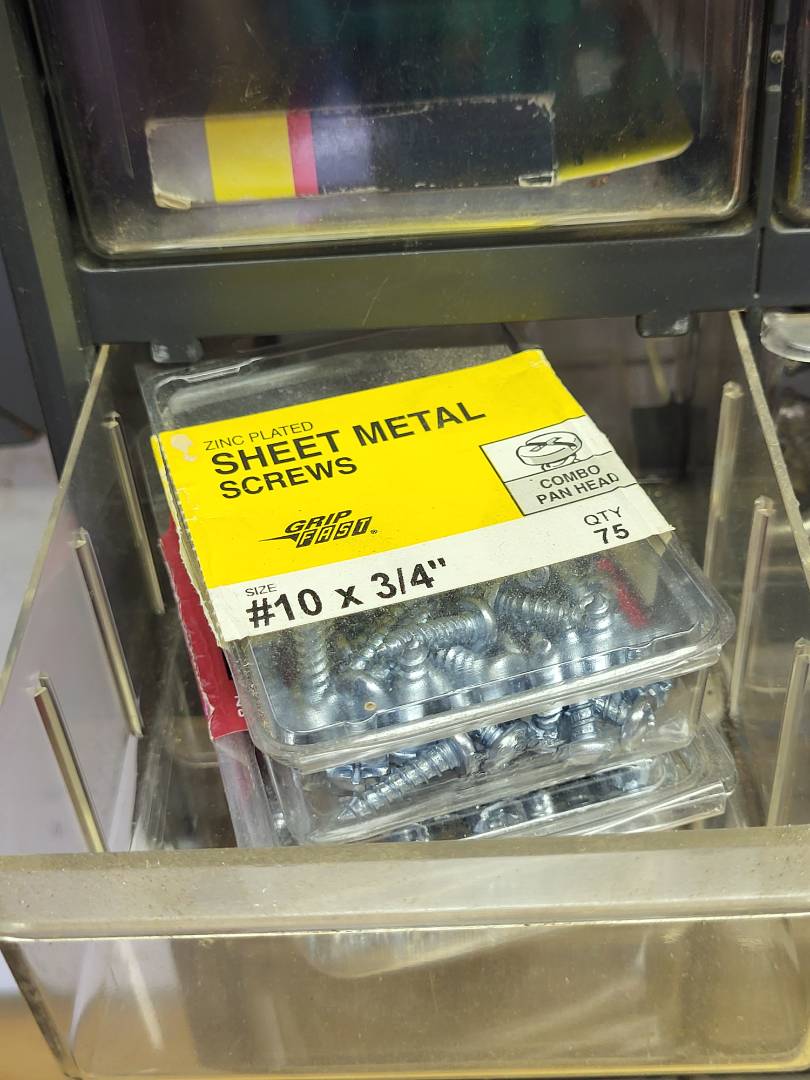 ZINC PLATED
SHEET METAL
SCREWS
COMBO
PAN HEAD
GRIP
FAST®
QTY
75
SIZE
#10 x 3/4"